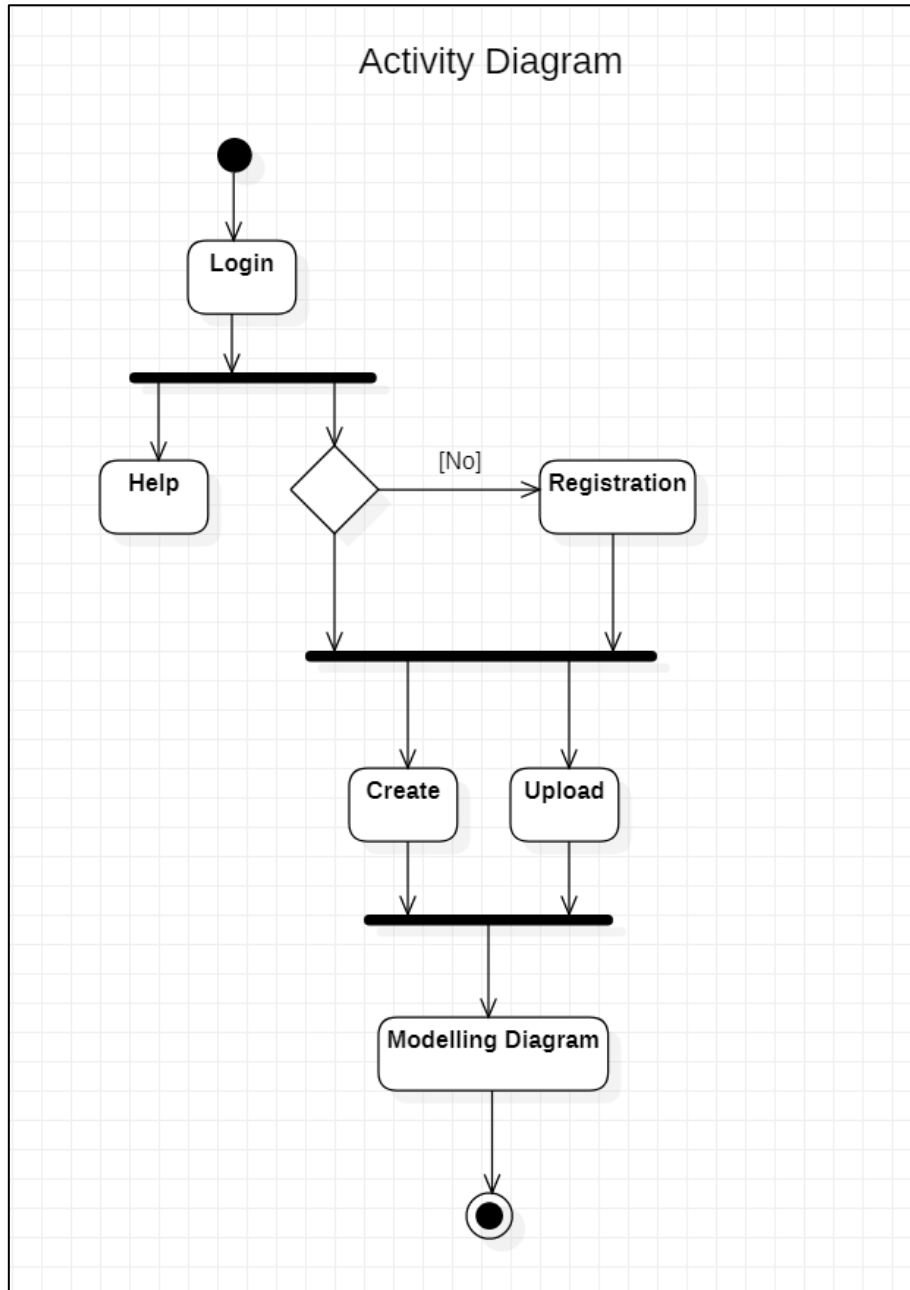 Activity Diagram
Login
Help
[No]
Registration
Create
Upload
Modelling Diagram